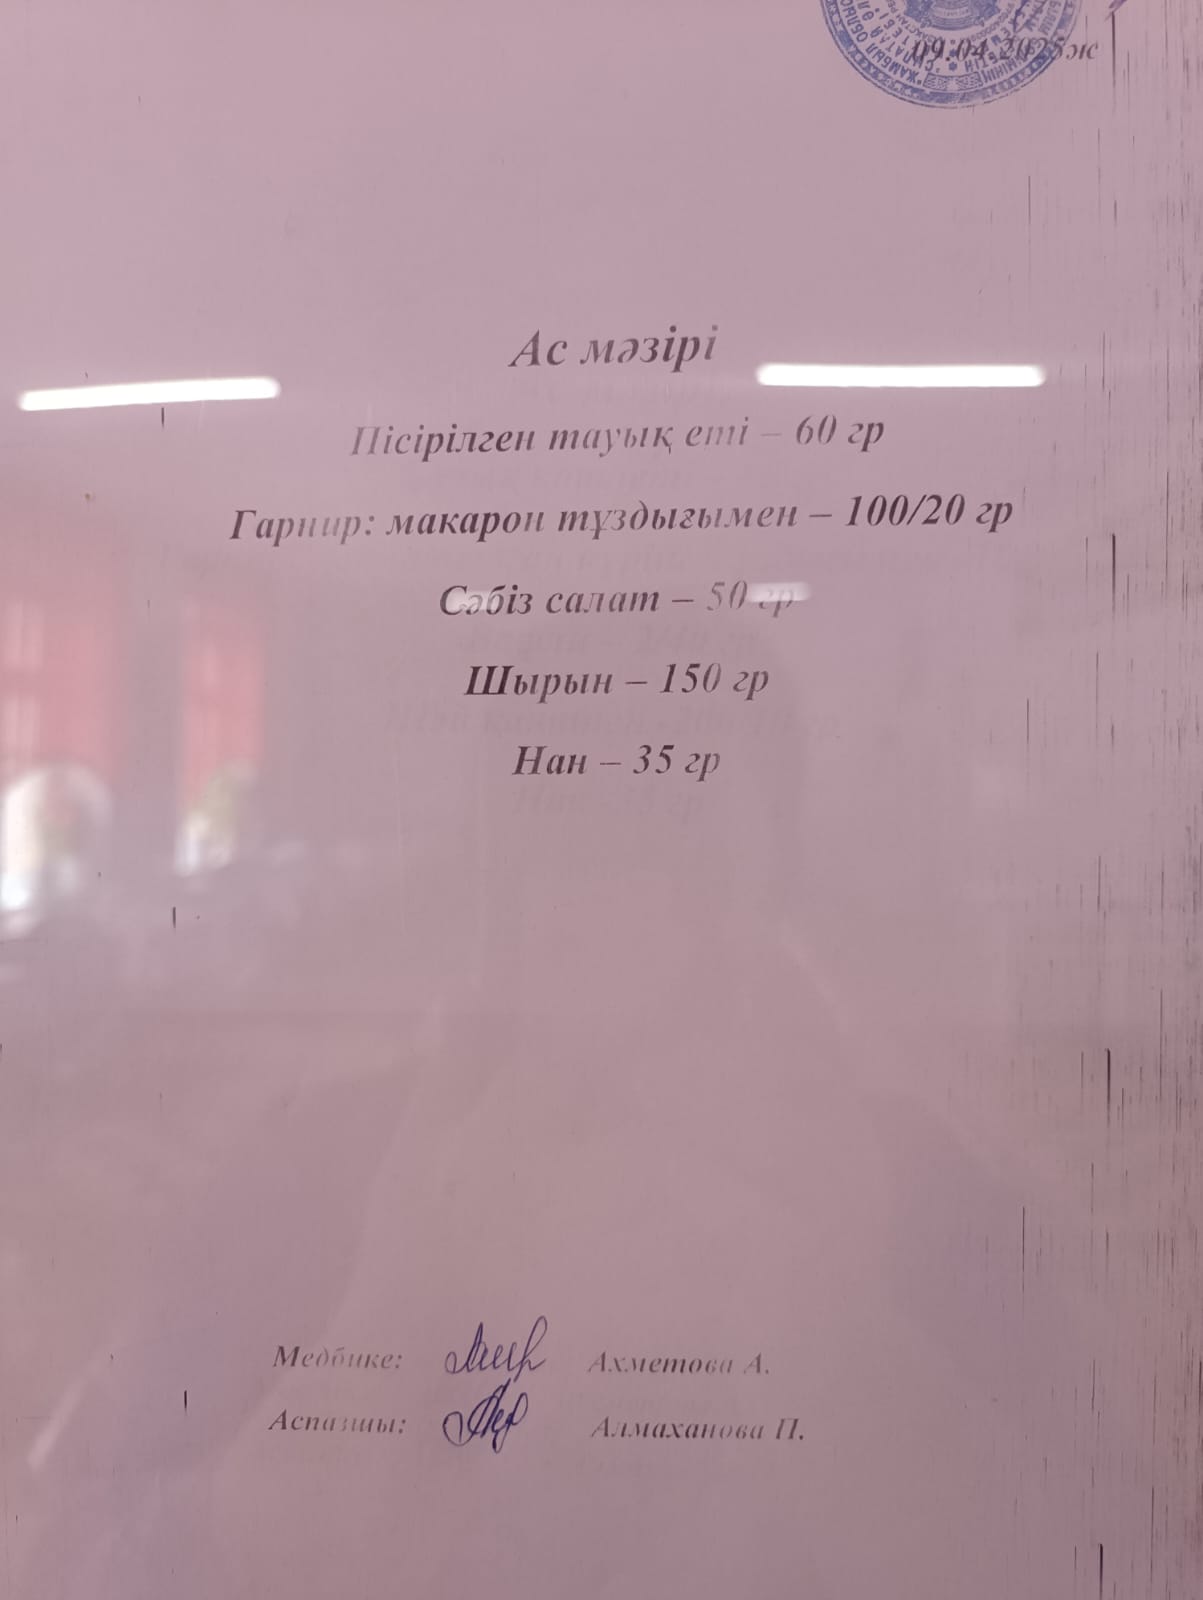 09.04.2025ж
Ас мәзірі
Пісірілген тауық еті – 60 гр
Гарнир: макарон тұздығымен – 100/20 гр
Сәбіз салат – 50 гр
Шырын – 150 гр
Нан – 35 гр
Медбике: Ахметова А.
Аспазшы: Алмаханова П.